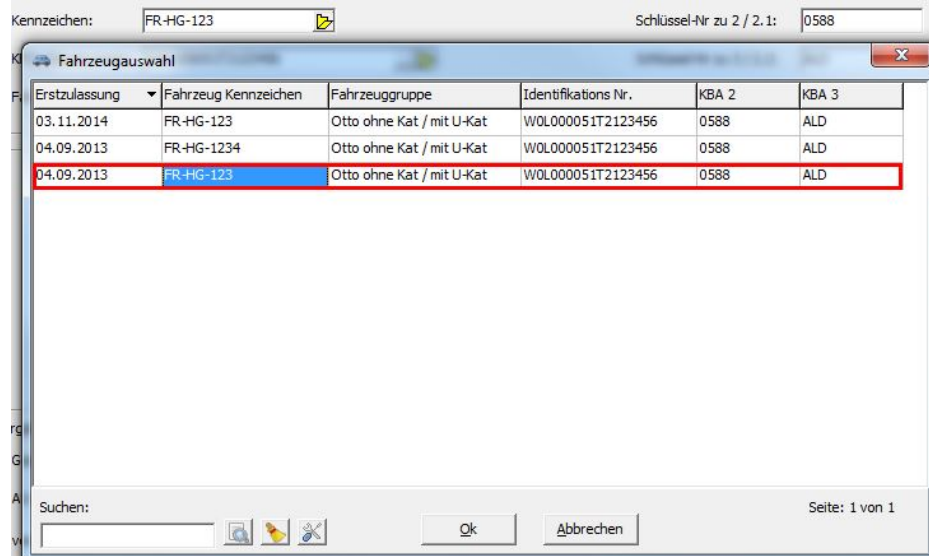 Kennzeichen: FR-HG-123 Schlüssel-Nr zu 2 / 2.1: 0588
Fahrzeugauswahl
Erstzulassung Fahrzeug Kennzeichen Fahrzeuggruppe Identifikations Nr. KBA 2 KBA 3
03.11.2014 FR-HG-123 Otto ohne Kat / mit U-Kat W0L000051T2123456 0588 ALD
04.09.2013 FR-HG-1234 Otto ohne Kat / mit U-Kat W0L000051T2123456 0588 ALD
04.09.2013 FR-HG-123 Otto ohne Kat / mit U-Kat W0L000051T2123456 0588 ALD
Suchen: Seite: 1 von 1
Ok Abbrechen